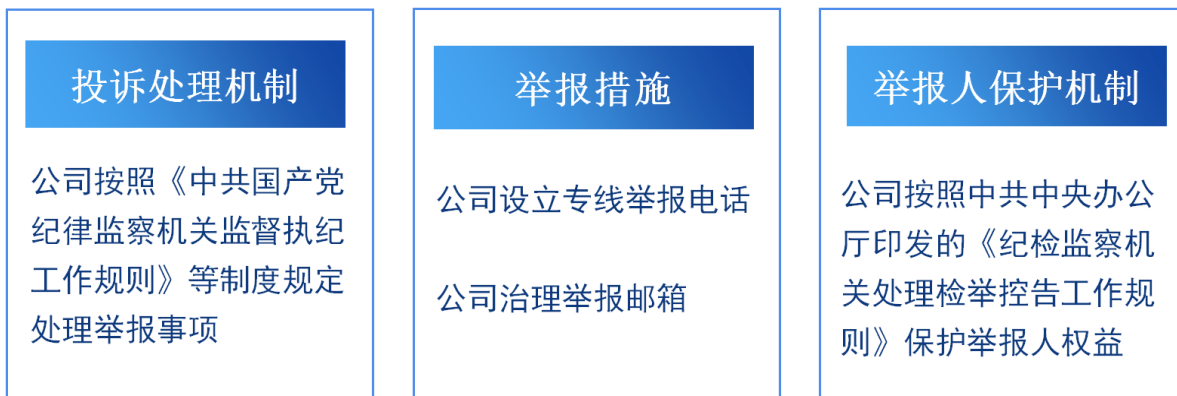 投诉处理机制
公司按照《中共国产党
纪律监察机关监督执纪
工作规则》等制度规定
处理举报事项
举报措施
公司设立专线举报电话
公司治理举报邮箱
举报人保护机制
公司按照中共中央办公
厅印发的《纪检监察机
关处理检举控告工作规
则》保护举报人权益